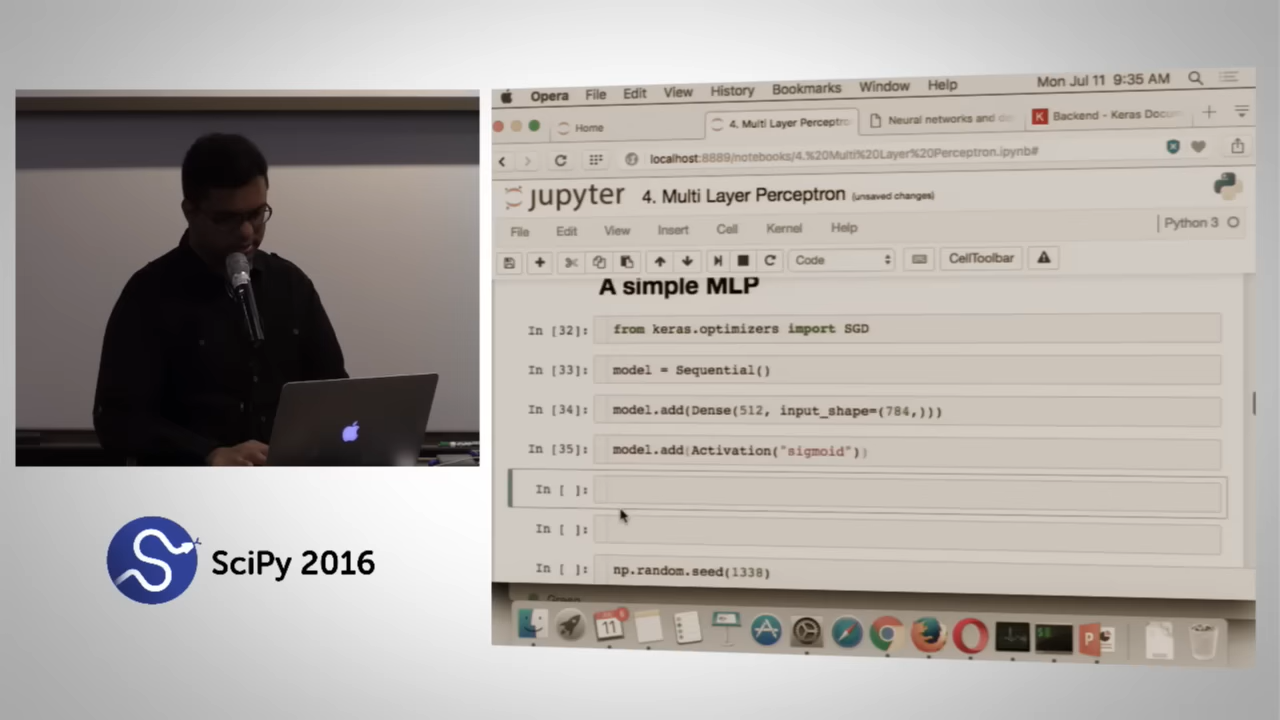 Opera File Edit View History Bookmarks Window Help Mon Jul 11 9:35 AM
Home 4. Multi Layer Perceptro Neural networks and de Backend - Keras Docum
localhost:8889/notebooks/4.%20Multi%20Layer%20Perceptron.ipynb#
jupyter 4. Multi Layer Perceptron (unsaved changes)
File Edit View Insert Cell Kernel Help Python 3
Code CellToolbar
A simple MLP
In [32]: from keras.optimizers import SGD
In [33]: model = Sequential()
In [34]: model.add(Dense(512, input_shape=(784,)))
In [35]: model.add(Activation("sigmoid"))
In [ ]:
In [ ]:
In [ ]: np.random.seed(1338)
11
SciPy 2016